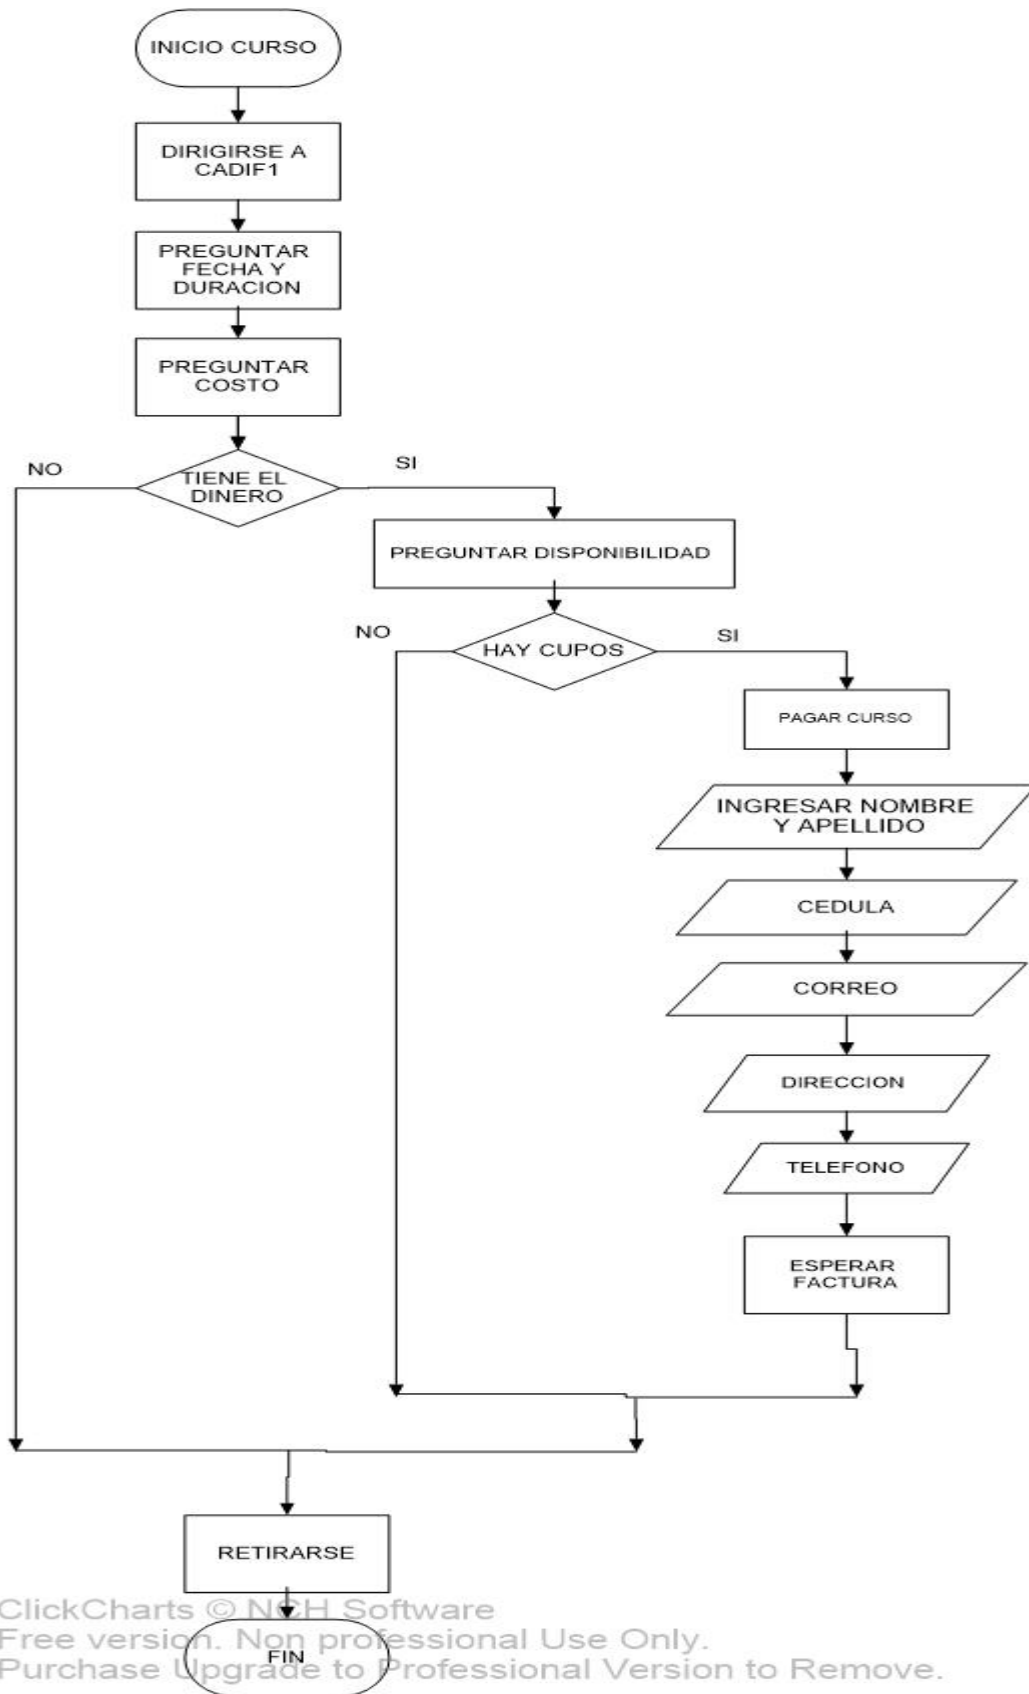 INICIO CURSO
DIRIGIRSE A
CADIF1
PREGUNTAR
FECHA Y
DURACION
PREGUNTAR
COSTO
TIENE EL
DINERO
NO
SI
PREGUNTAR DISPONIBILIDAD
HAY CUPOS
NO
SI
PAGAR CURSO
INGRESAR NOMBRE
Y APELLIDO
CEDULA
CORREO
DIRECCION
TELEFONO
ESPERAR
FACTURA
RETIRARSE
FIN
ClickCharts © NCH Software
Free version. Non professional Use Only.
Purchase Upgrade to Professional Version to Remove.